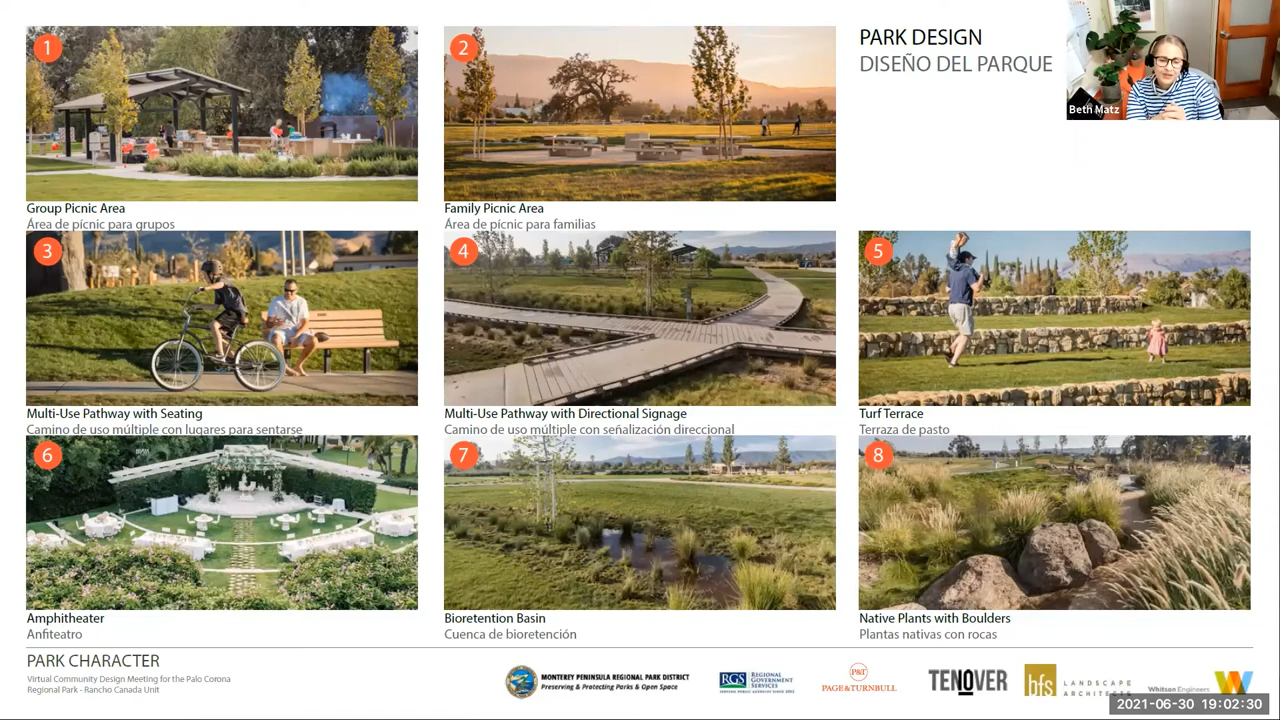 PARK DESIGN
DISEÑO DEL PARQUE
Beth Matz
1
Group Picnic Area
Área de pícnic para grupos
2
Family Picnic Area
Área de pícnic para familias
3
Multi-Use Pathway with Seating
Camino de uso múltiple con lugares para sentarse
4
Multi-Use Pathway with Directional Signage
Camino de uso múltiple con señalización direccional
5
Turf Terrace
Terraza de pasto
6
Amphitheater
Anfiteatro
7
Bioretention Basin
Cuenca de bioretención
8
Native Plants with Boulders
Plantas nativas con rocas
PARK CHARACTER
Virtual Community Design Meeting for the Palo Corona
Regional Park - Rancho Canada Unit
MONTEREY PENINSULA REGIONAL PARK DISTRICT
Preserving & Protecting Parks & Open Space
RGS
REGIONAL
GOVERNMENT
SERVICES
SERVING PUBLIC AGENCIES SINCE 2002
P&T
PAGE&TURNBULL
TENOVER
bfs
LANDSCAPE
ARCHITECTS
Whitson Engineers
W
2021-06-30 19:02:30